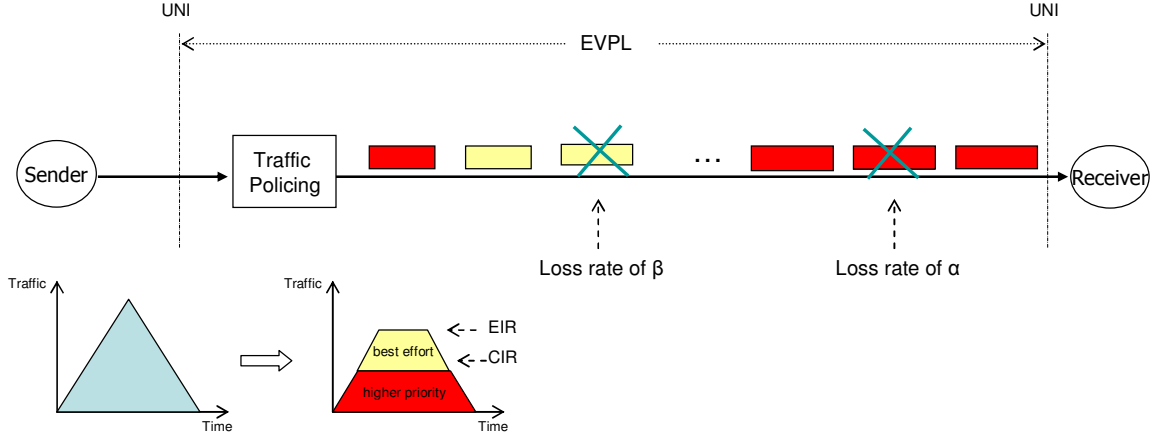 UNI
UNI
EVPL
Sender
Traffic
Policing
...
Receiver
Loss rate of β
Loss rate of α
Traffic
Time
Traffic
EIR
best effort
CIR
higher priority
Time